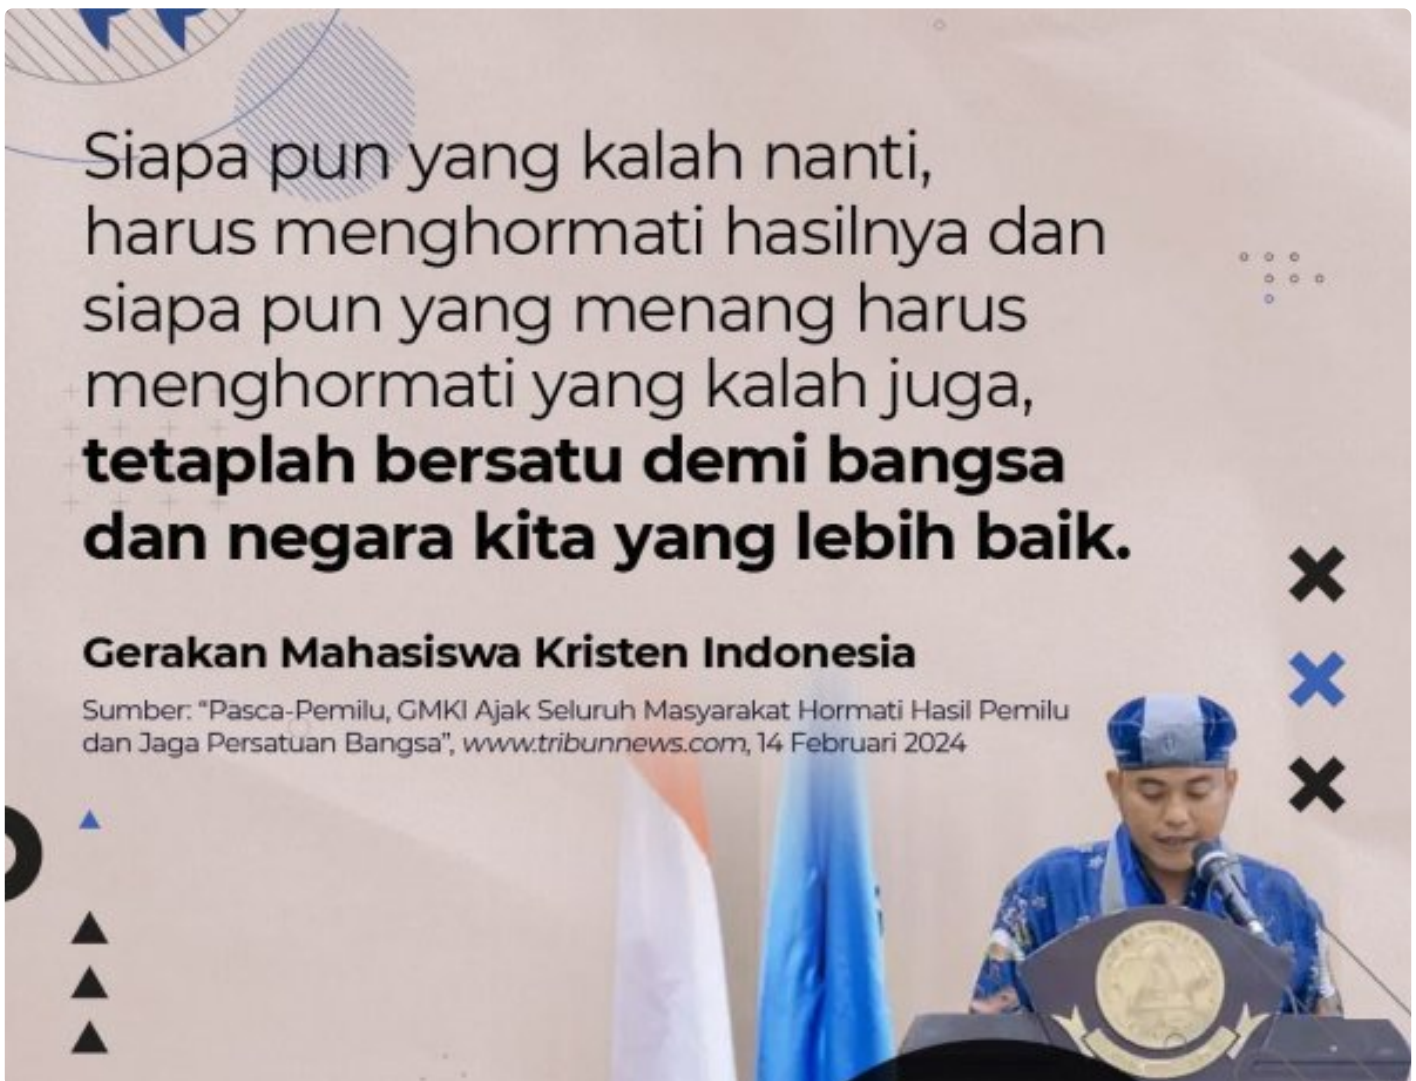 Siapa pun yang kalah nanti,
harus menghormati hasilnya dan
siapa pun yang menang harus
menghormati yang kalah juga,
tetaplah bersatu demi bangsa
dan negara kita yang lebih baik.
Gerakan Mahasiswa Kristen Indonesia
Sumber: “Pasca-Pemilu, GMKI Ajak Seluruh Masyarakat Hormati Hasil Pemilu
dan Jaga Persatuan Bangsa”, www.tribunnews.com, 14 Februari 2024